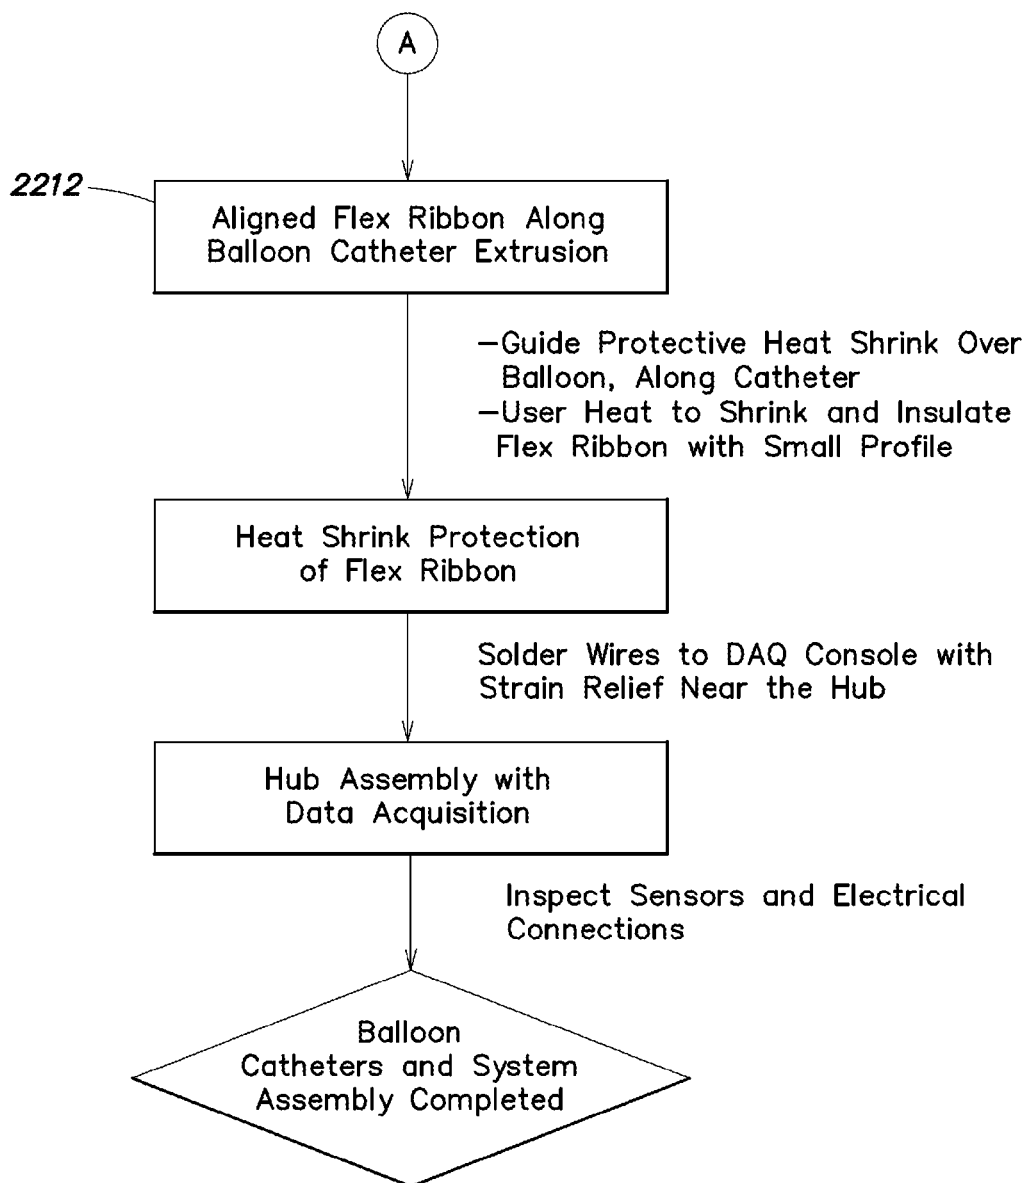 A
2212
Aligned Flex Ribbon Along
Balloon Catheter Extrusion
–Guide Protective Heat Shrink Over
Balloon, Along Catheter
–User Heat to Shrink and Insulate
Flex Ribbon with Small Profile
Heat Shrink Protection
of Flex Ribbon
Solder Wires to DAQ Console with
Strain Relief Near the Hub
Hub Assembly with
Data Acquisition
Inspect Sensors and Electrical
Connections
Balloon
Catheters and System
Assembly Completed